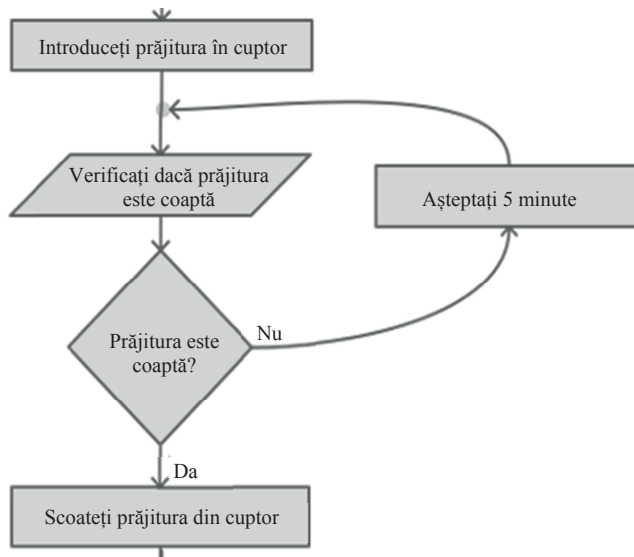 Introduceți prăjitura în cuptor
Verificați dacă prăjitura
este coaptă
Așteptați 5 minute
Prăjitura este
coaptă?
Nu
Da
Scoateți prăjitura din cuptor